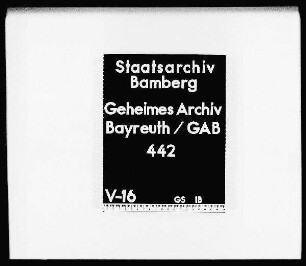 Staatsarchiv
Bamberg
Geheimes Archiv
Bayreuth / GAB
442
V-16 GS IB